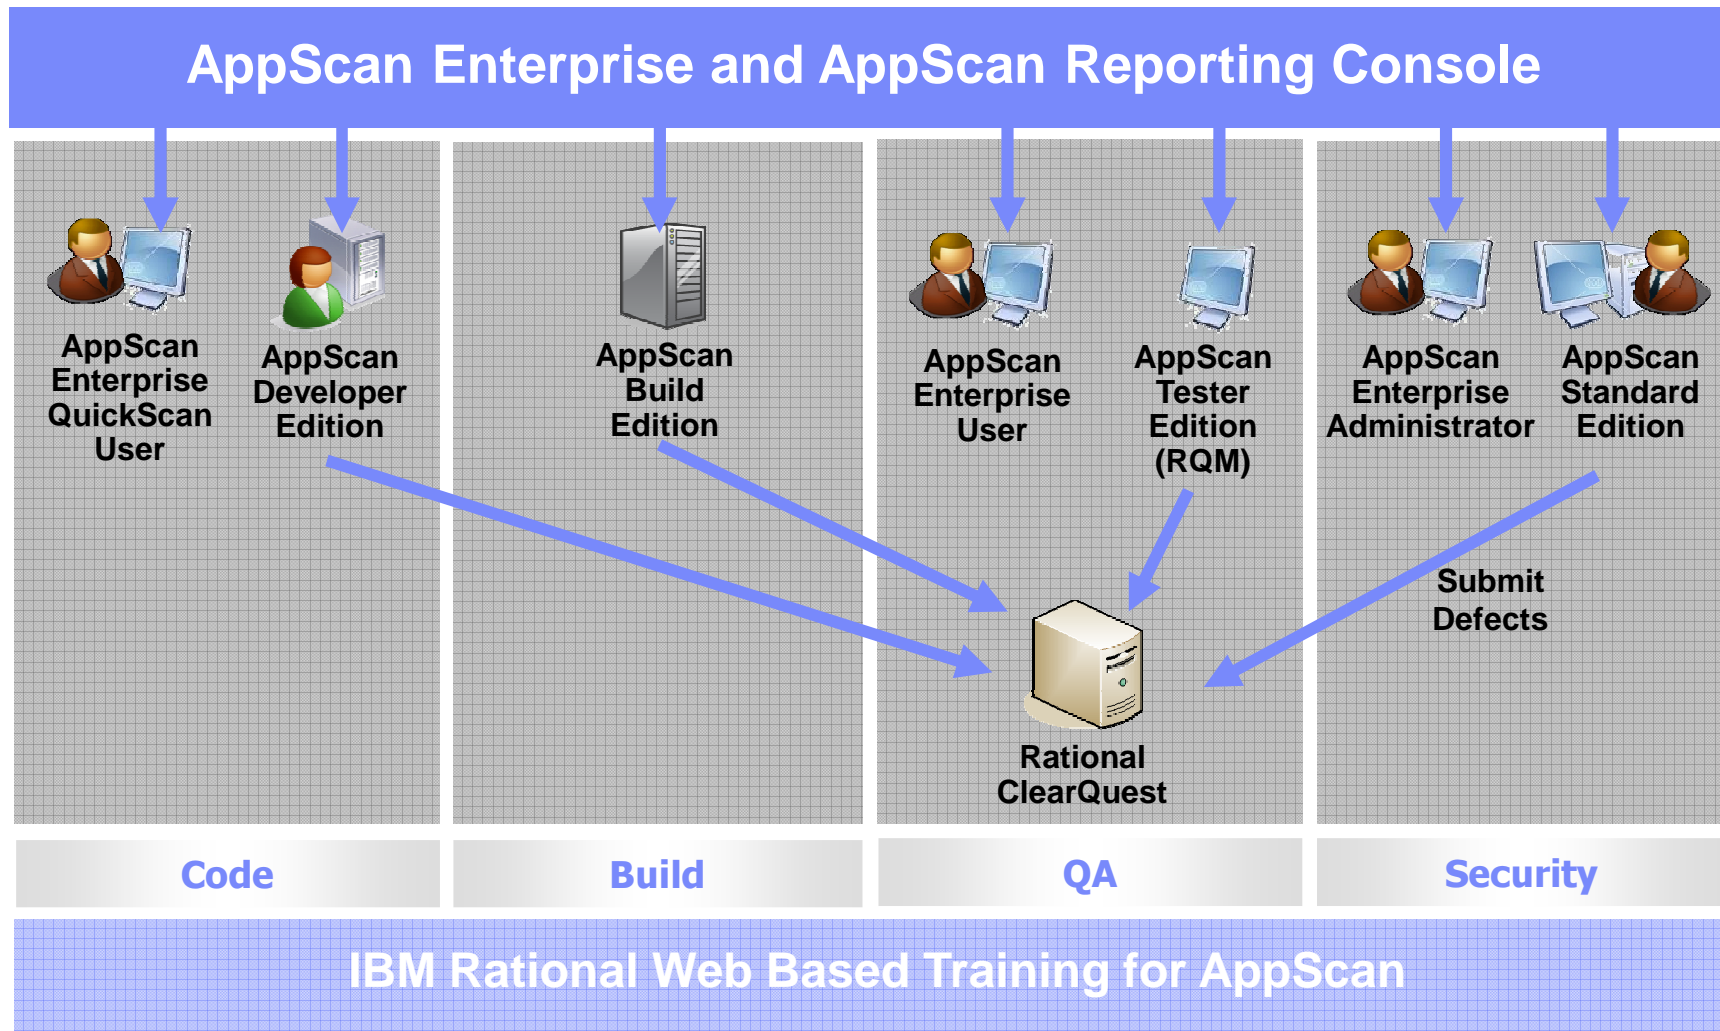 AppScan Enterprise and AppScan Reporting Console
AppScan
Enterprise
QuickScan
User
AppScan
Developer
Edition
AppScan
Build
Edition
AppScan
Enterprise
User
AppScan
Tester
Edition
(RQM)
AppScan
Enterprise
Administrator
AppScan
Standard
Edition
Submit
Defects
Rational
ClearQuest
Code
Build
QA
Security
IBM Rational Web Based Training for AppScan